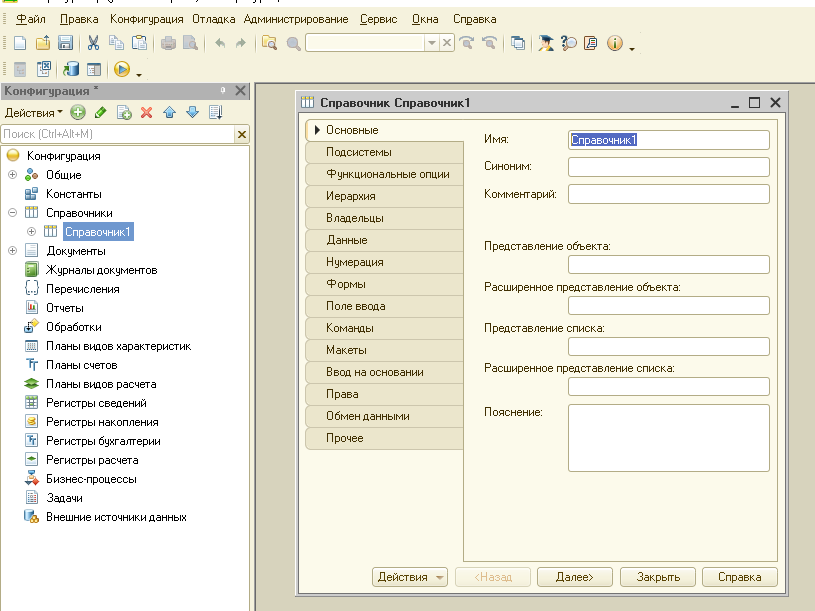 Файл Правка Конфигурация Отладка Администрирование Сервис Окна Справка
Конфигурация *
Действия
Поиск (Ctrl+Alt+M)
Конфигурация
Общие
Константы
Справочники
Справочник1
Документы
Журналы документов
Перечисления
Отчеты
Обработки
Планы видов характеристик
Планы счетов
Планы видов расчета
Регистры сведений
Регистры накопления
Регистры бухгалтерии
Регистры расчета
Бизнес-процессы
Задачи
Внешние источники данных
Справочник Справочник1
Основные
Подсистемы
Функциональные опции
Иерархия
Владельцы
Данные
Нумерация
Формы
Поле ввода
Команды
Макеты
Ввод на основании
Права
Обмен данными
Прочее
Имя: Справочник1
Синоним:
Комментарий:
Представление объекта:
Расширенное представление объекта:
Представление списка:
Расширенное представление списка:
Пояснение:
Действия <Назад Далее> Закрыть Справка